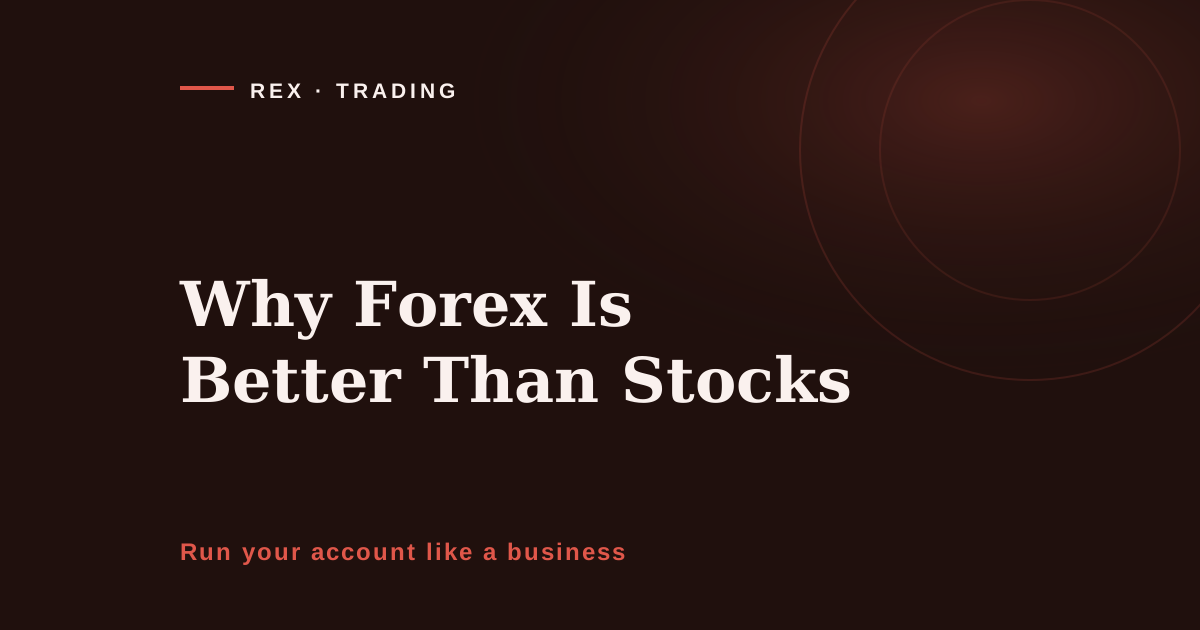 REX · TRADING
Why Forex Is
Better Than Stocks
Run your account like a business